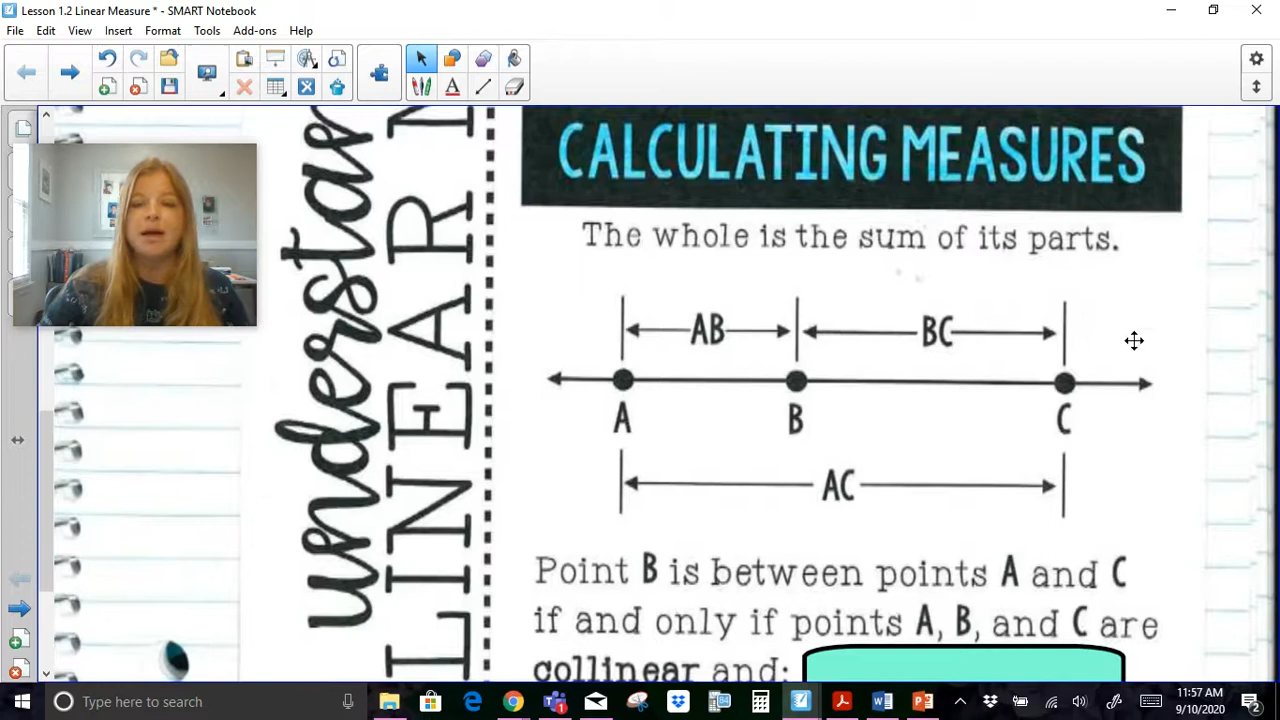 Lesson 1.2 Linear Measure * - SMART Notebook
File Edit View Insert Format Tools Add-ons Help
LINEAR
CALCULATING MEASURES
The whole is the sum of its parts.
AB BC
A B C
AC
Point B is between points A and C
if and only if points A, B, and C are
collinear and:
Type here to search
11:57 AM
9/10/2020
2